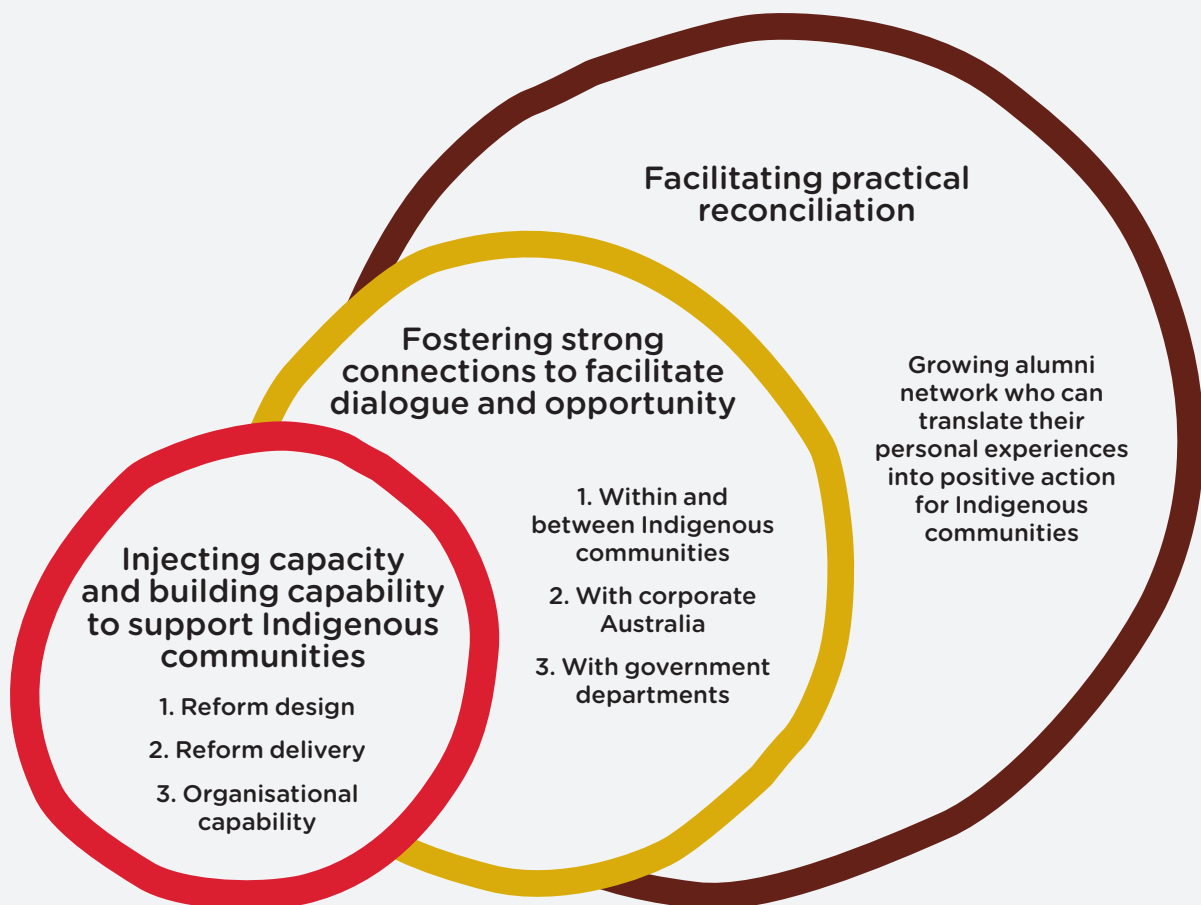 Facilitating practical
reconciliation
Growing alumni
network who can
translate their
personal experiences
into positive action
for Indigenous
communities
Fostering strong
connections to facilitate
dialogue and opportunity
1. Within and
between Indigenous
communities
2. With corporate
Australia
3. With government
departments
Injecting capacity
and building capability
to support Indigenous
communities
1. Reform design
2. Reform delivery
3. Organisational
capability